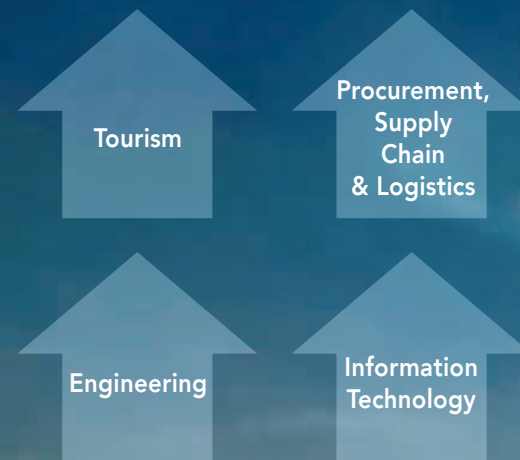 Tourism
Procurement,
Supply
Chain
& Logistics
Engineering
Information
Technology